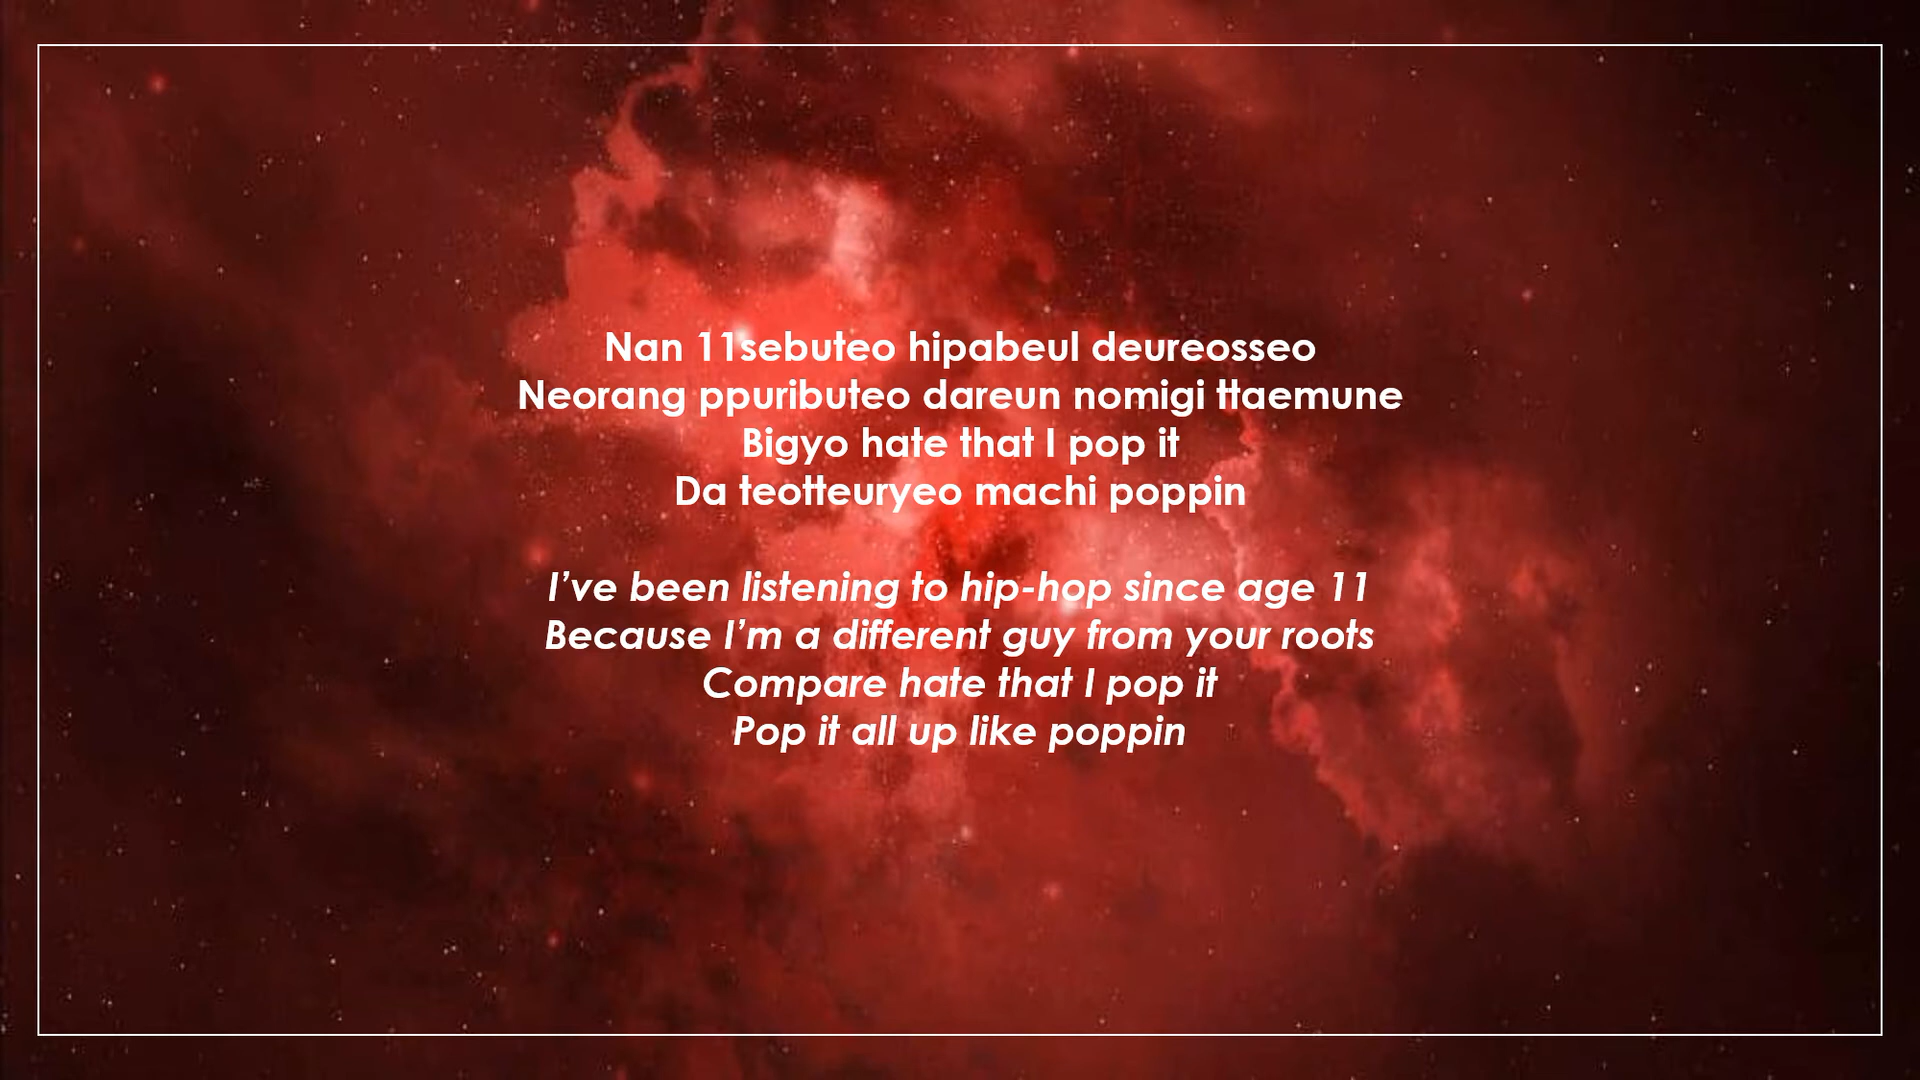 Nan 11sebuteo hipabeul deureosseo
Neorang ppuributeo dareun nomigi ttaemune
Bigyo hate that I pop it
Da teotteuryeo machi poppin
I’ve been listening to hip-hop since age 11
Because I’m a different guy from your roots
Compare hate that I pop it
Pop it all up like poppin